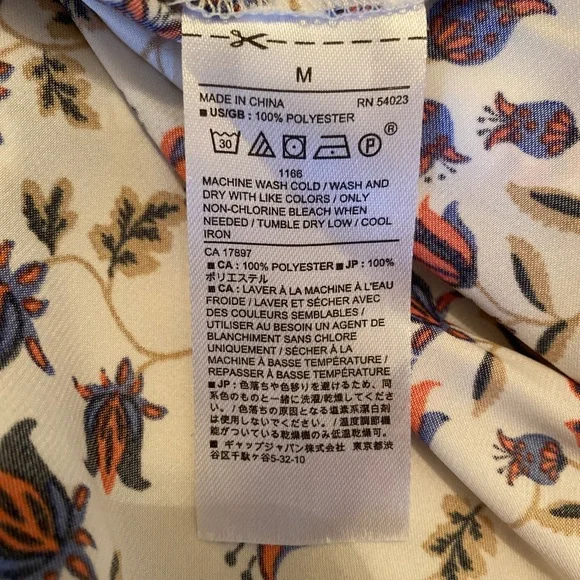 M
MADE IN CHINA RN 54023
■ US/GB : 100% POLYESTER
30 P ®
1166
MACHINE WASH COLD / WASH AND
DRY WITH LIKE COLORS / ONLY
NON-CHLORINE BLEACH WHEN
NEEDED / TUMBLE DRY LOW / COOL
IRON
CA 17897
■ CA : 100% POLYESTER ■ JP : 100%
ポリエステル
■ CA : LAVER À LA MACHINE À L'EAU
FROIDE / LAVER ET SÉCHER AVEC
DES COULEURS SEMBLABLES /
UTILISER AU BESOIN UN AGENT DE
BLANCHIMENT SANS CHLORE
UNIQUEMENT / SÉCHER À LA
MACHINE À BASSE TEMPÉRATURE /
REPASSER À BASSE TEMPÉRATURE
■ JP : 色落ちや色移りを避けるため、同
系色のものと一緒に洗濯/乾燥してくださ
い。/ 色落ちの原因となる塩素系漂白剤
は使用しないでください。/ 温度調節機
能がついている乾燥機のみ低温乾燥可。
■ ギャップジャパン株式会社 東京都渋
谷区千駄ヶ谷5-32-10